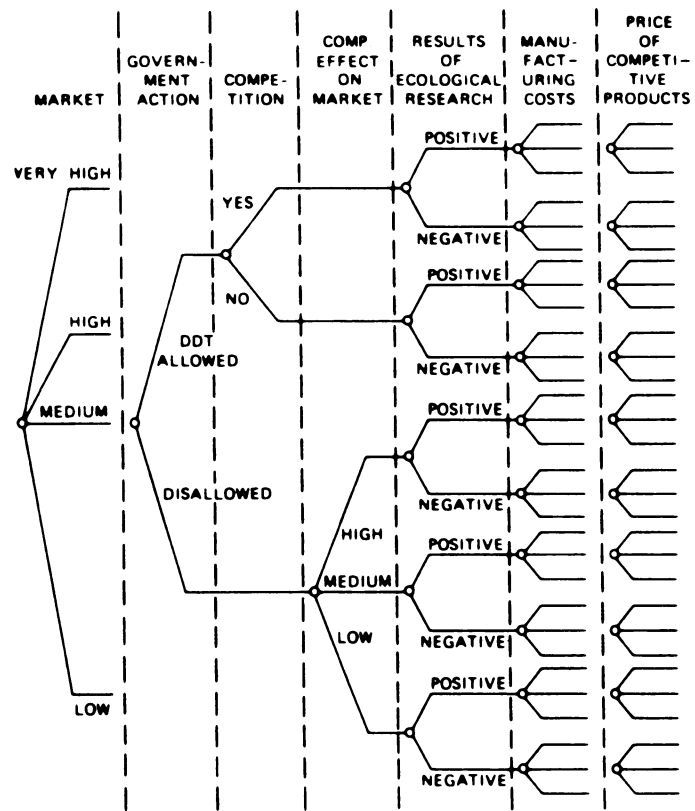 MARKET
GOVERN-
MENT
ACTION
COMPE-
TITION
COMP
EFFECT
ON
MARKET
RESULTS
OF
ECOLOGICAL
RESEARCH
MANU-
FACT-
URING
COSTS
PRICE
OF
COMPETI-
TIVE
PRODUCTS
VERY HIGH
HIGH
MEDIUM
LOW
DDT
ALLOWED
DISALLOWED
YES
NO
HIGH
MEDIUM
LOW
POSITIVE
NEGATIVE
POSITIVE
NEGATIVE
POSITIVE
NEGATIVE
POSITIVE
NEGATIVE
POSITIVE
NEGATIVE